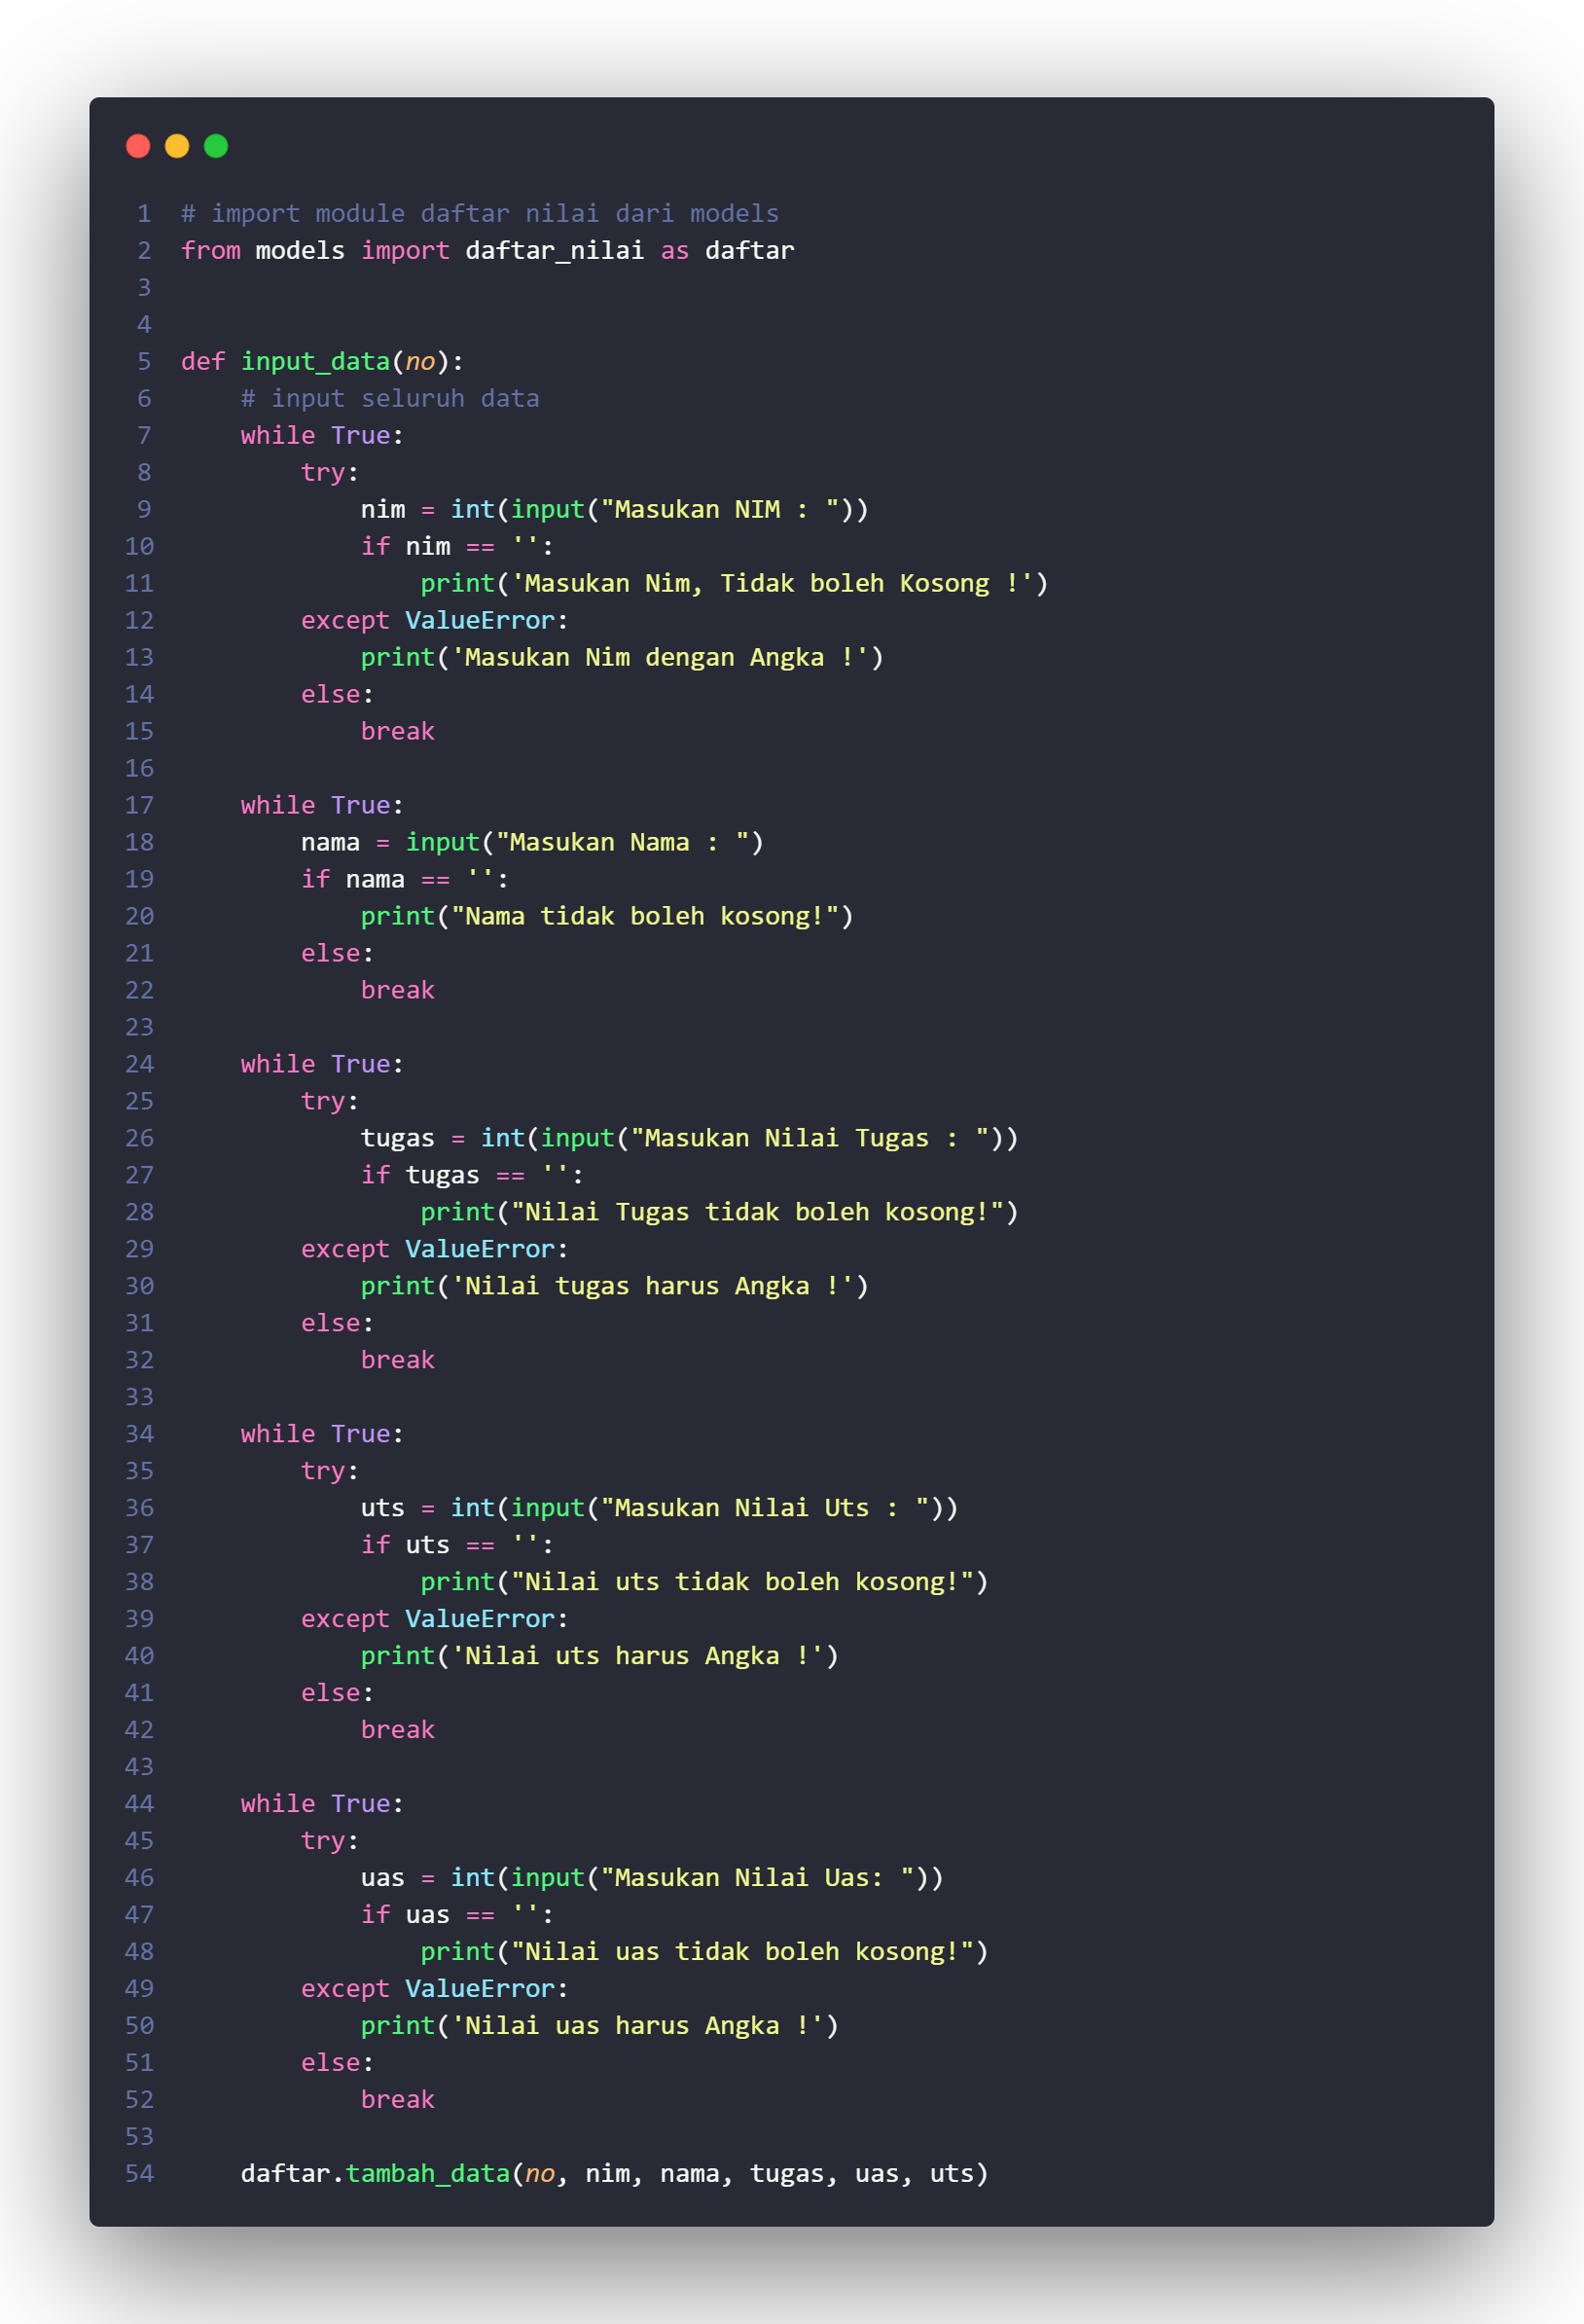 1 # import module daftar nilai dari models
2 from models import daftar_nilai as daftar
3
4
5 def input_data(no):
6     # input seluruh data
7     while True:
8         try:
9             nim = int(input("Masukan NIM : "))
10             if nim == '':
11                 print('Masukan Nim, Tidak boleh Kosong !')
12         except ValueError:
13             print('Masukan Nim dengan Angka !')
14         else:
15             break
16
17     while True:
18         nama = input("Masukan Nama : ")
19         if nama == '':
20             print("Nama tidak boleh kosong!")
21         else:
22             break
23
24     while True:
25         try:
26             tugas = int(input("Masukan Nilai Tugas : "))
27             if tugas == '':
28                 print("Nilai Tugas tidak boleh kosong!")
29         except ValueError:
30             print('Nilai tugas harus Angka !')
31         else:
32             break
33
34     while True:
35         try:
36             uts = int(input("Masukan Nilai Uts : "))
37             if uts == '':
38                 print("Nilai uts tidak boleh kosong!")
39         except ValueError:
40             print('Nilai uts harus Angka !')
41         else:
42             break
43
44     while True:
45         try:
46             uas = int(input("Masukan Nilai Uas: "))
47             if uas == '':
48                 print("Nilai uas tidak boleh kosong!")
49         except ValueError:
50             print('Nilai uas harus Angka !')
51         else:
52             break
53
54     daftar.tambah_data(no, nim, nama, tugas, uas, uts)